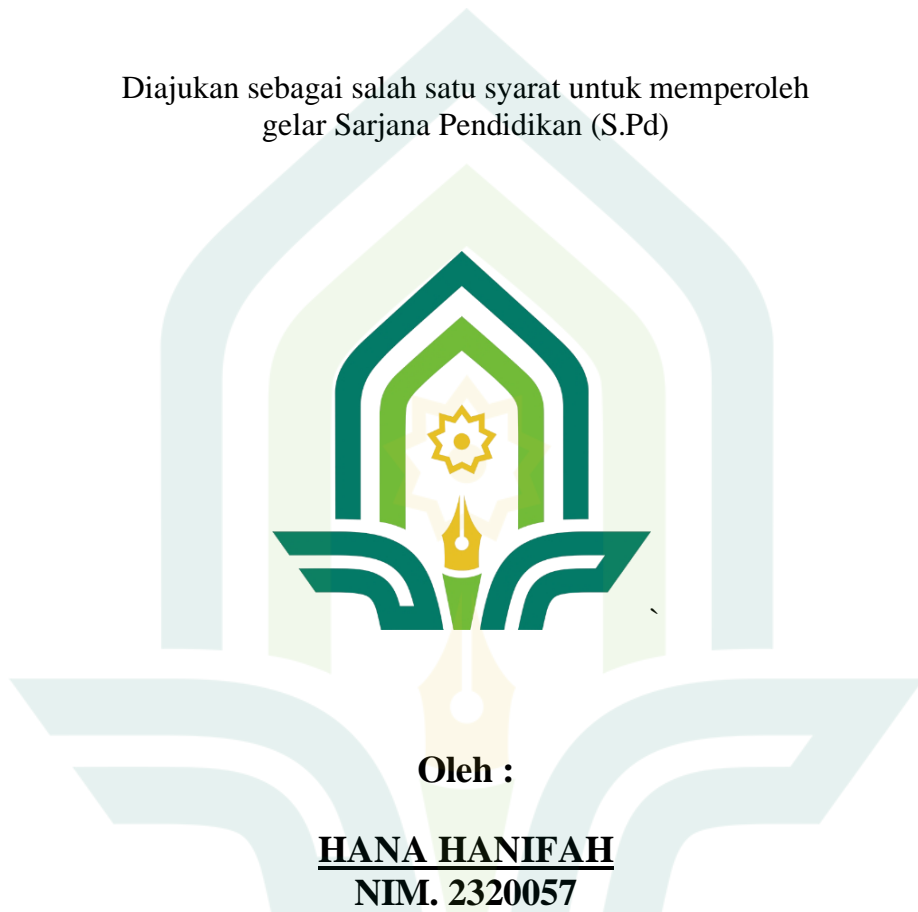 Diajukan sebagai salah satu syarat untuk memperoleh
gelar Sarjana Pendidikan (S.Pd)
`
Oleh :
HANA HANIFAH
NIM. 2320057